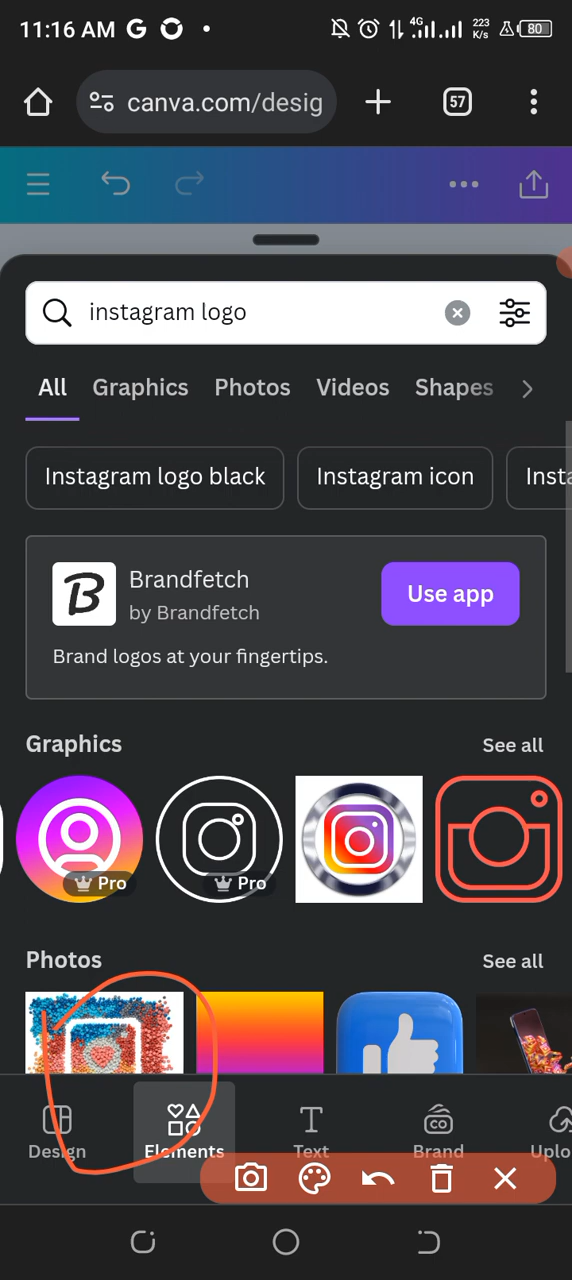 11:16 AM G
4G 223 K/s 80
canva.com/desig
57
instagram logo
All Graphics Photos Videos Shapes
Instagram logo black Instagram icon Insta
B Brandfetch
by Brandfetch
Use app
Brand logos at your fingertips.
Graphics See all
Pro Pro
Photos See all
Design Elements Text Brand Uplo
CO